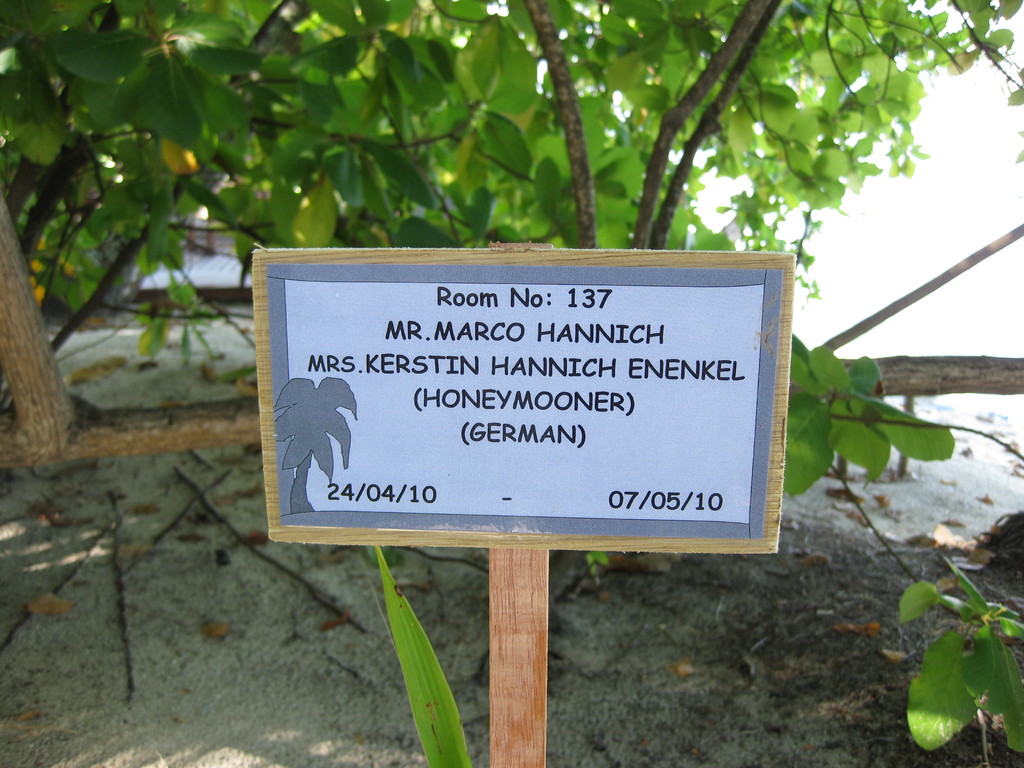 Room No: 137
MR.MARCO HANNICH
MRS.KERSTIN HANNICH ENENKEL
(HONEYMOONER)
(GERMAN)
24/04/10 - 07/05/10